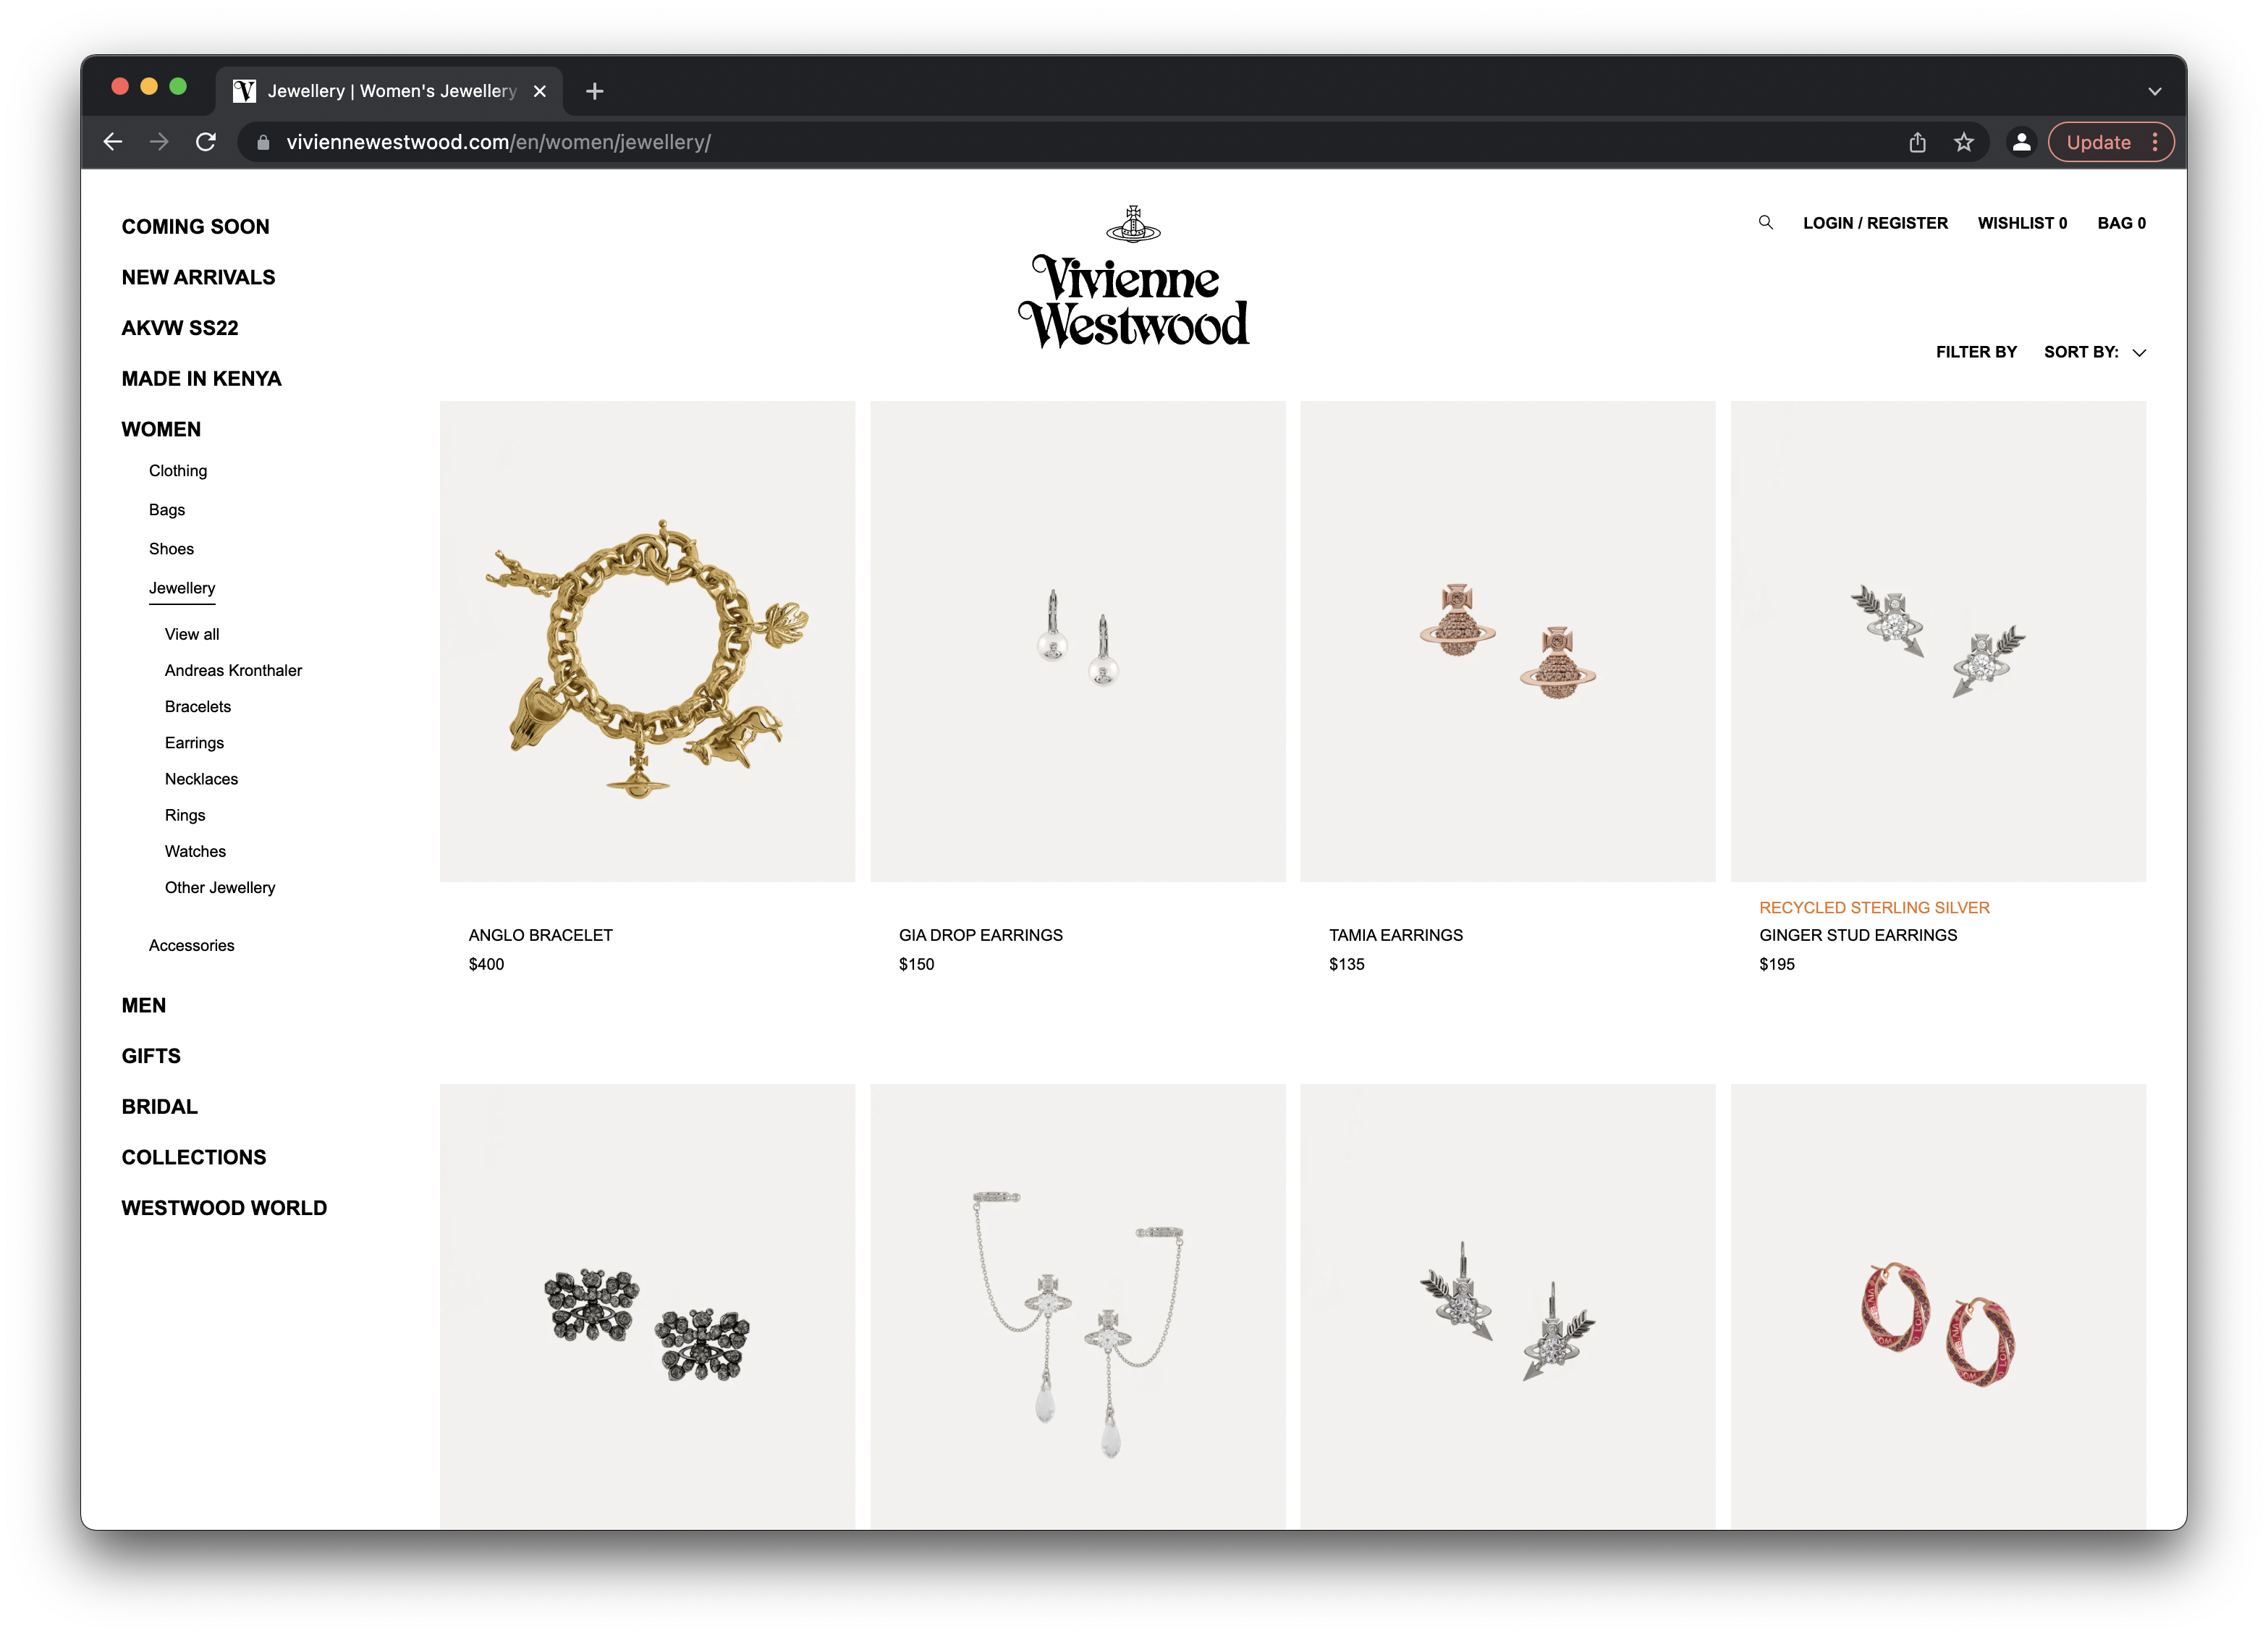 Jewellery | Women's Jewellery
viviennewestwood.com/en/women/jewellery/
Update
COMING SOON
NEW ARRIVALS
AKVW SS22
MADE IN KENYA
WOMEN
Clothing
Bags
Shoes
Jewellery
View all
Andreas Kronthaler
Bracelets
Earrings
Necklaces
Rings
Watches
Other Jewellery
Accessories
MEN
GIFTS
BRIDAL
COLLECTIONS
WESTWOOD WORLD
Vivienne
Westwood
LOGIN / REGISTER
WISHLIST 0
BAG 0
FILTER BY
SORT BY:
ANGLO BRACELET
$400
GIA DROP EARRINGS
$150
TAMIA EARRINGS
$135
RECYCLED STERLING SILVER
GINGER STUD EARRINGS
$195